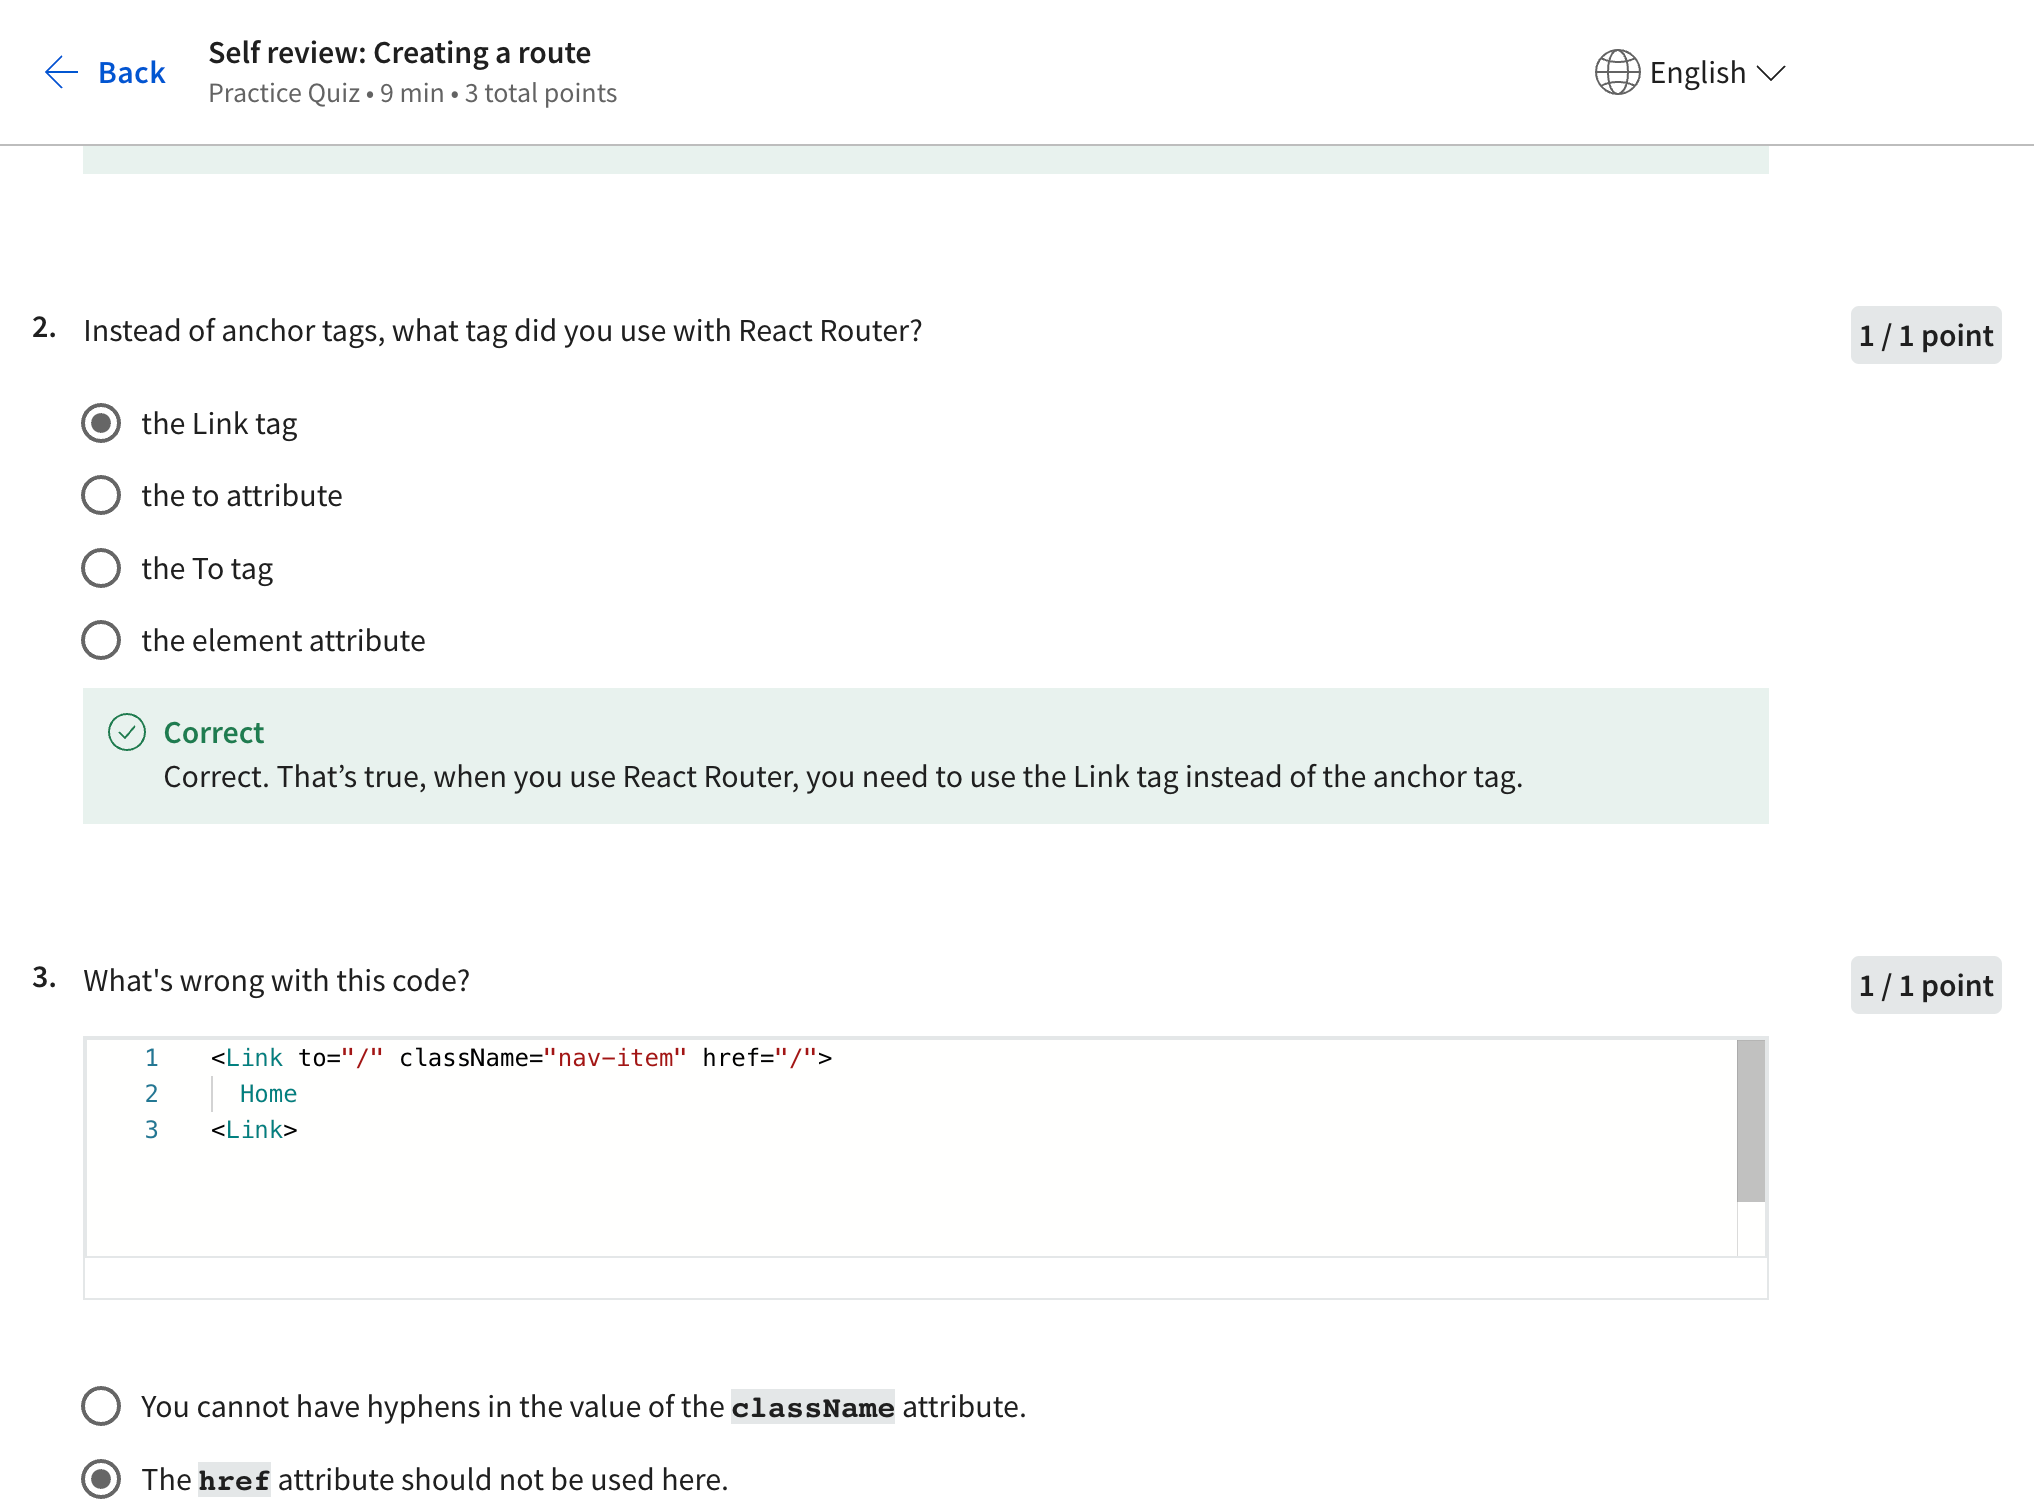 Back
Self review: Creating a route
Practice Quiz • 9 min • 3 total points
English
2. Instead of anchor tags, what tag did you use with React Router?
1 / 1 point
the Link tag
the to attribute
the To tag
the element attribute
Correct
Correct. That’s true, when you use React Router, you need to use the Link tag instead of the anchor tag.
3. What's wrong with this code?
1 / 1 point
1 <Link to="/" className="nav-item" href="/">
2 Home
3 <Link>
You cannot have hyphens in the value of the className attribute.
The href attribute should not be used here.